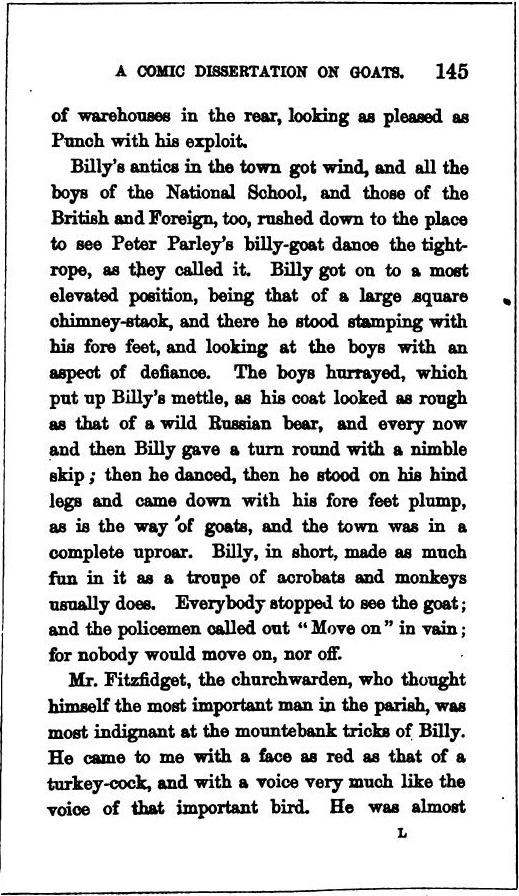 A COMIC DISSERTATION ON GOATS. 145
of warehouses in the rear, looking as pleased as
Punch with his exploit.
Billy's antics in the town got wind, and all the
boys of the National School, and those of the
British and Foreign, too, rushed down to the place
to see Peter Parley's billy-goat dance the tight-
rope, as they called it. Billy got on to a most
elevated position, being that of a large square
chimney-stack, and there he stood stamping with
his fore feet, and looking at the boys with an
aspect of defiance. The boys hurrayed, which
put up Billy's mettle, as his coat looked as rough
as that of a wild Russian bear, and every now
and then Billy gave a turn round with a nimble
skip; then he danced, then he stood on his hind
legs and came down with his fore feet plump,
as is the way of goats, and the town was in a
complete uproar. Billy, in short, made as much
fun in it as a troupe of acrobats and monkeys
usually does. Everybody stopped to see the goat;
and the policemen called out "Move on" in vain;
for nobody would move on, nor off.
Mr. Fitzfidget, the churchwarden, who thought
himself the most important man in the parish, was
most indignant at the mountebank tricks of Billy.
He came to me with a face as red as that of a
turkey-cock, and with a voice very much like the
voice of that important bird. He was almost
L